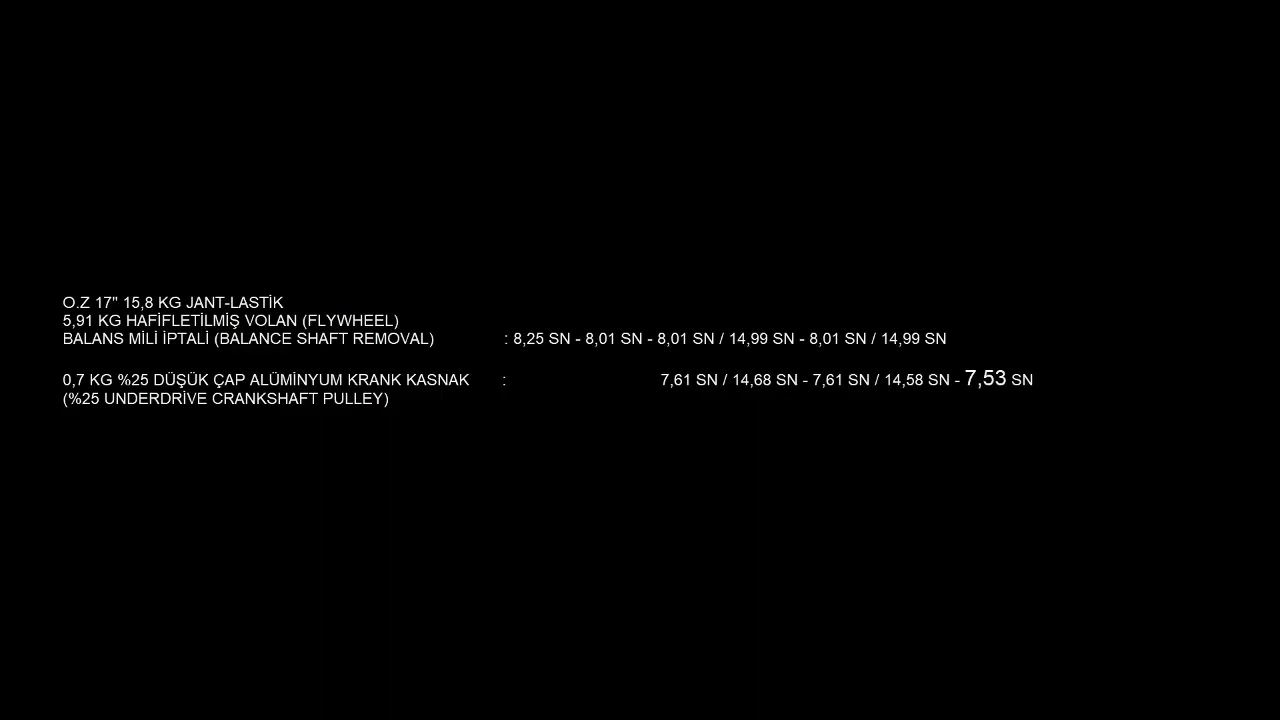 O.Z 17" 15,8 KG JANT-LASTİK
5,91 KG HAFİFLETİLMİŞ VOLAN (FLYWHEEL)
BALANS MİLİ İPTALİ (BALANCE SHAFT REMOVAL) : 8,25 SN - 8,01 SN - 8,01 SN / 14,99 SN - 8,01 SN / 14,99 SN
0,7 KG %25 DÜŞÜK ÇAP ALÜMİNYUM KRANK KASNAK : 7,61 SN / 14,68 SN - 7,61 SN / 14,58 SN - 7,53 SN
(%25 UNDERDRİVE CRANKSHAFT PULLEY)